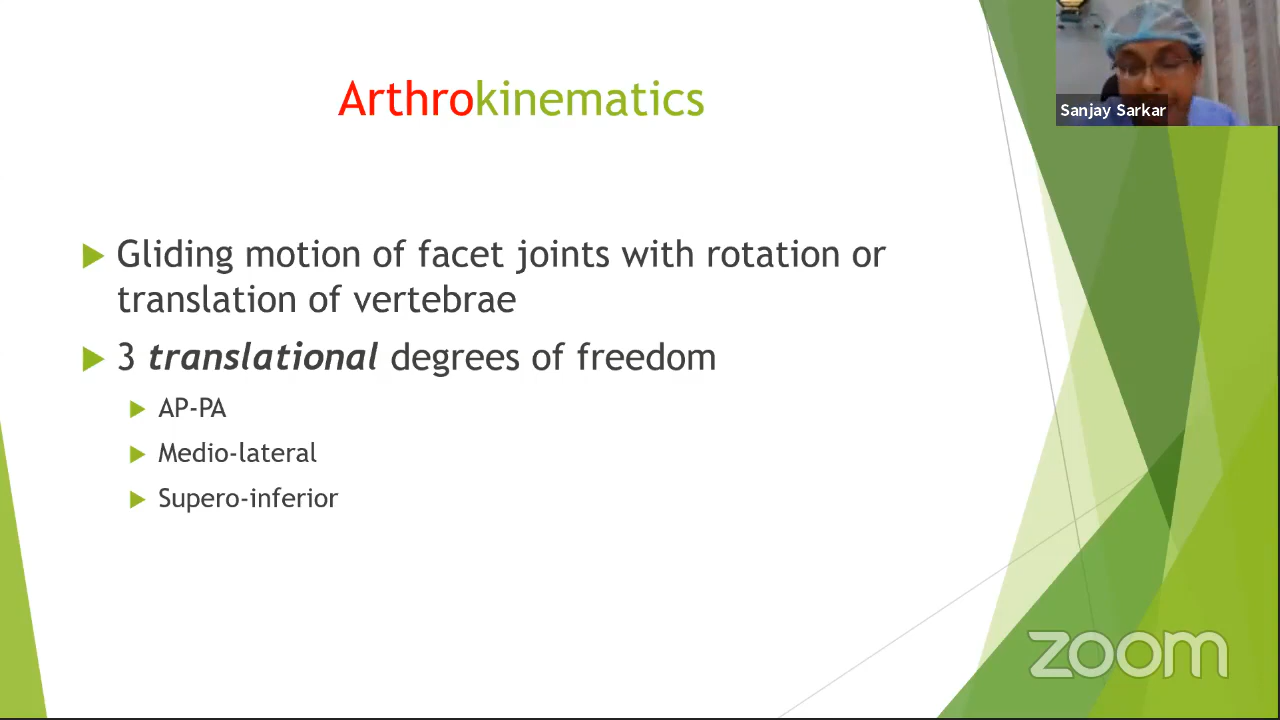 Arthrokinematics
Sanjay Sarkar
Gliding motion of facet joints with rotation or
translation of vertebrae
3 translational degrees of freedom
AP-PA
Medio-lateral
Supero-inferior
zoom